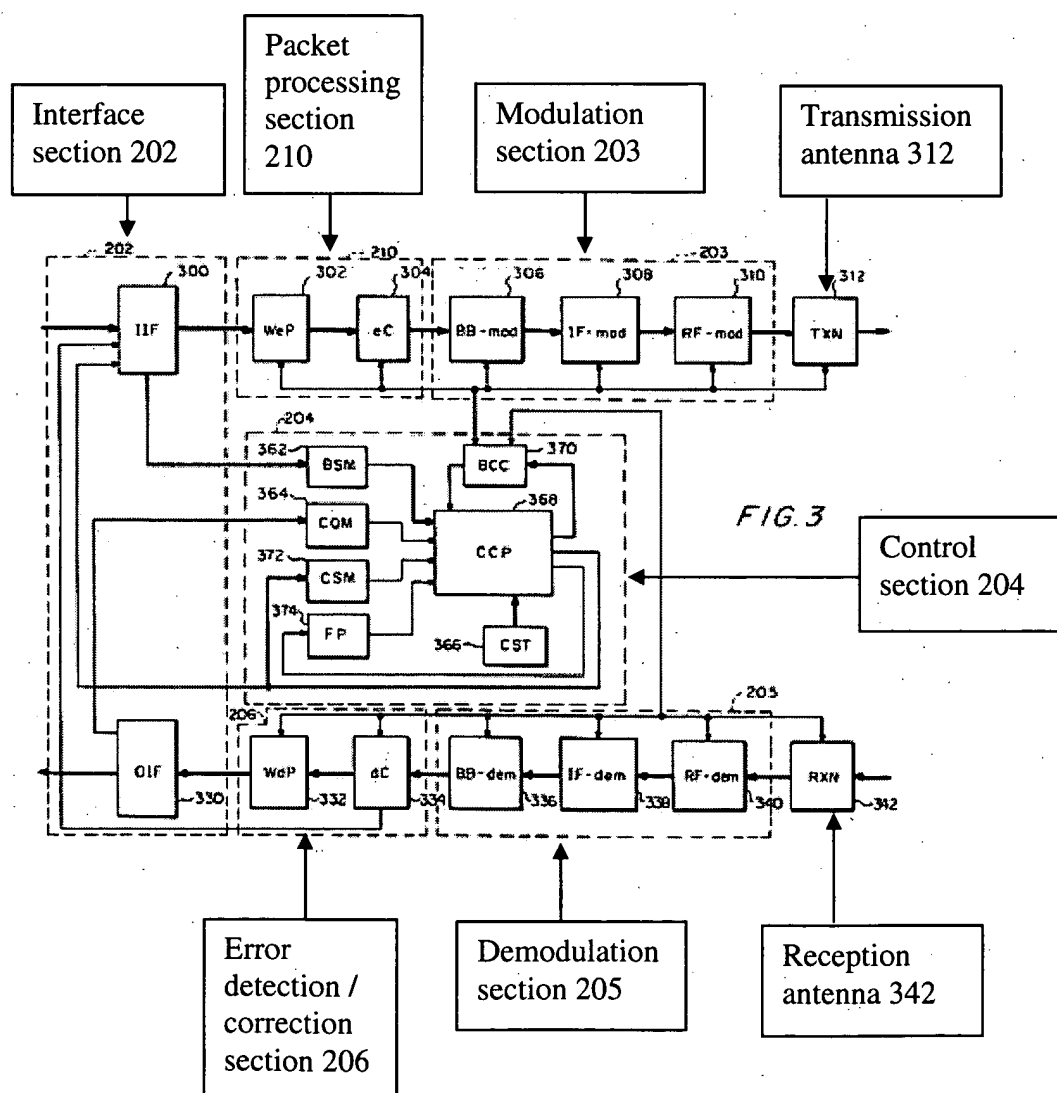 Packet
processing
section
210
Interface
section 202
Modulation
section 203
Transmission
antenna 312
202
300
IIF
210
302
304
WeP
eC
203
306
308
310
BB-mod
IF-mod
RF-mod
312
TXN
204
362
BSM
370
BCC
364
COM
368
CCP
372
CSM
374
FP
366
CST
FIG. 3
Control
section 204
206
205
OIF
330
WdP
332
dC
334
BB-dem
336
IF-dem
338
RF-dem
340
RXN
342
Error
detection /
correction
section 206
Demodulation
section 205
Reception
antenna 342